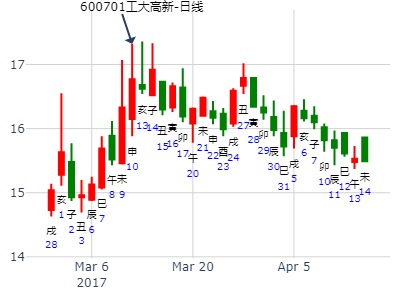 600701工大高新-日线
17
16
15
14
戌
28
亥
1
子
2
丑
3
辰
6
巳
7
午
8
未
9
申
10
亥
13
子
14
丑
15
寅
16
卯
17
午
20
未
21
申
22
酉
23
戌
24
丑
27
寅
28
卯
29
辰
30
巳
31
戌
5
亥
6
子
7
卯
10
辰
11
巳
12
午
13
未
14
Mar 6
2017
Mar 20
Apr 5